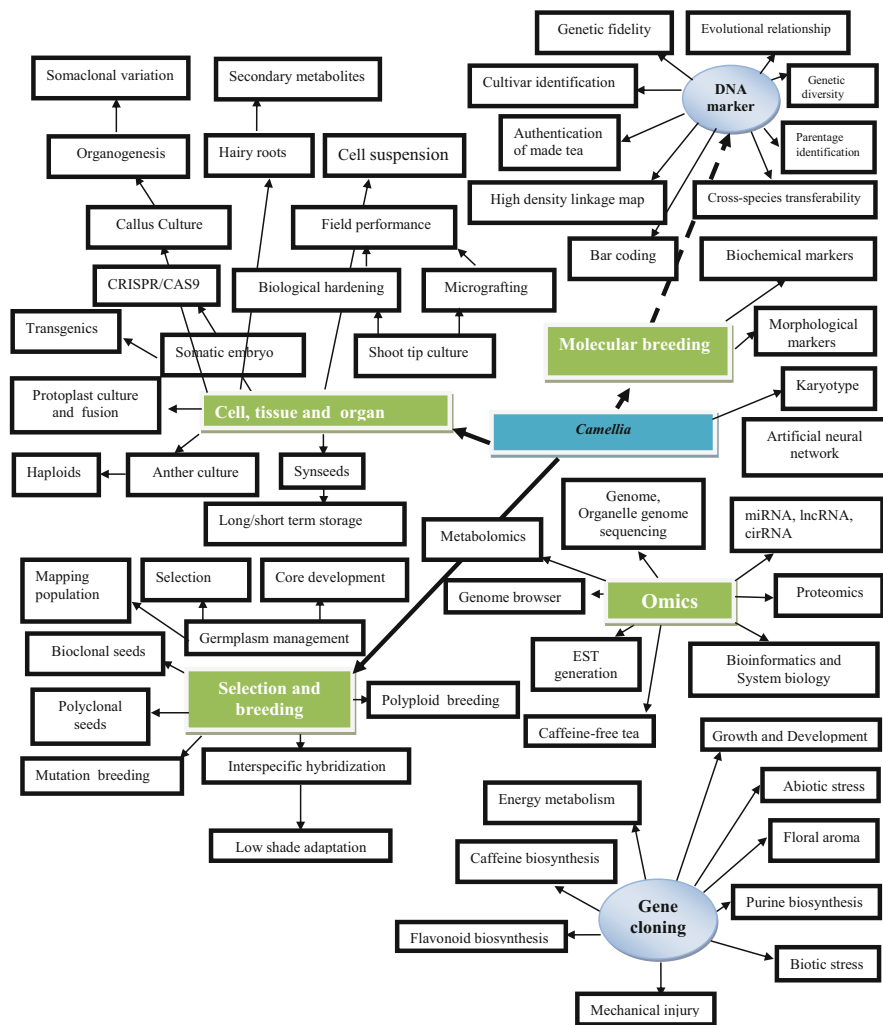 Genetic fidelity
Evolutional relationship
Somaclonal variation
Secondary metabolites
Cultivar identification
DNA
marker
Genetic
diversity
Organogenesis
Hairy roots
Cell suspension
Authentication
of made tea
Parentage
identification
Callus Culture
Field performance
High density linkage map
Cross-species transferability
CRISPR/CAS9
Biological hardening
Micrografting
Bar coding
Biochemical markers
Transgenics
Somatic embryo
Shoot tip culture
Molecular breeding
Morphological
markers
Protoplast culture
and fusion
Cell, tissue and organ
Camellia
Karyotype
Artificial neural
network
Haploids
Anther culture
Synseeds
Long/short term storage
Metabolomics
Genome,
Organelle genome
sequencing
miRNA, lncRNA,
cirRNA
Mapping
population
Selection
Core development
Genome browser
Omics
Proteomics
Germplasm management
Bioclonal seeds
EST
generation
Bioinformatics and
System biology
Selection and
breeding
Polyploid breeding
Polyclonal
seeds
Caffeine-free tea
Growth and Development
Mutation breeding
Interspecific hybridization
Energy metabolism
Abiotic stress
Low shade adaptation
Floral aroma
Caffeine biosynthesis
Gene
cloning
Purine biosynthesis
Flavonoid biosynthesis
Biotic stress
Mechanical injury